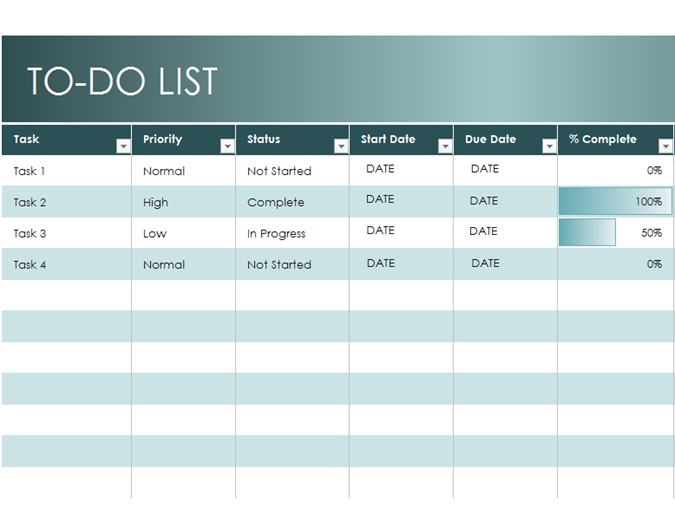 TO-DO LIST
Task Priority Status Start Date Due Date % Complete
Task 1 Normal Not Started DATE DATE 0%
Task 2 High Complete DATE DATE 100%
Task 3 Low In Progress DATE DATE 50%
Task 4 Normal Not Started DATE DATE 0%